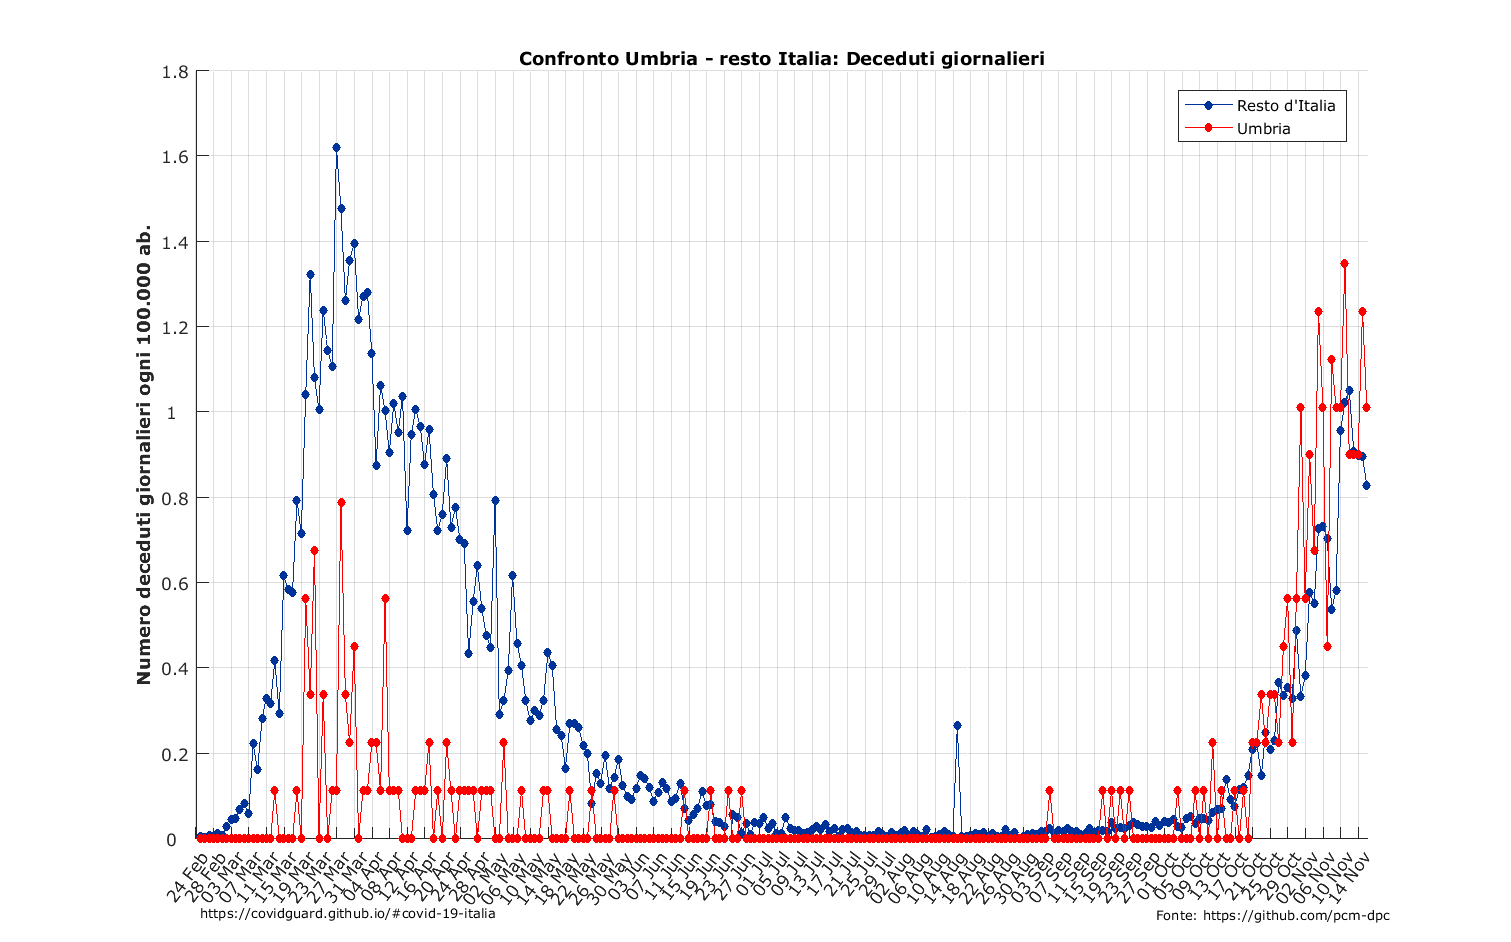 Confronto Umbria - resto Italia: Deceduti giornalieri
Resto d'Italia
Umbria
Numero deceduti giornalieri ogni 100.000 ab.
1.8
1.6
1.4
1.2
1
0.8
0.6
0.4
0.2
0
24 Feb
28 Feb
03 Mar
07 Mar
11 Mar
15 Mar
19 Mar
23 Mar
27 Mar
31 Mar
04 Apr
08 Apr
12 Apr
16 Apr
20 Apr
24 Apr
28 Apr
02 May
06 May
10 May
14 May
18 May
22 May
26 May
30 May
03 Jun
07 Jun
11 Jun
15 Jun
19 Jun
23 Jun
27 Jun
01 Jul
05 Jul
09 Jul
13 Jul
17 Jul
21 Jul
25 Jul
29 Jul
02 Aug
06 Aug
10 Aug
14 Aug
18 Aug
22 Aug
26 Aug
30 Aug
03 Sep
07 Sep
11 Sep
15 Sep
19 Sep
23 Sep
27 Sep
01 Oct
05 Oct
09 Oct
13 Oct
17 Oct
21 Oct
25 Oct
29 Oct
02 Nov
06 Nov
10 Nov
14 Nov
https://covidguard.github.io/#covid-19-italia
Fonte: https://github.com/pcm-dpc